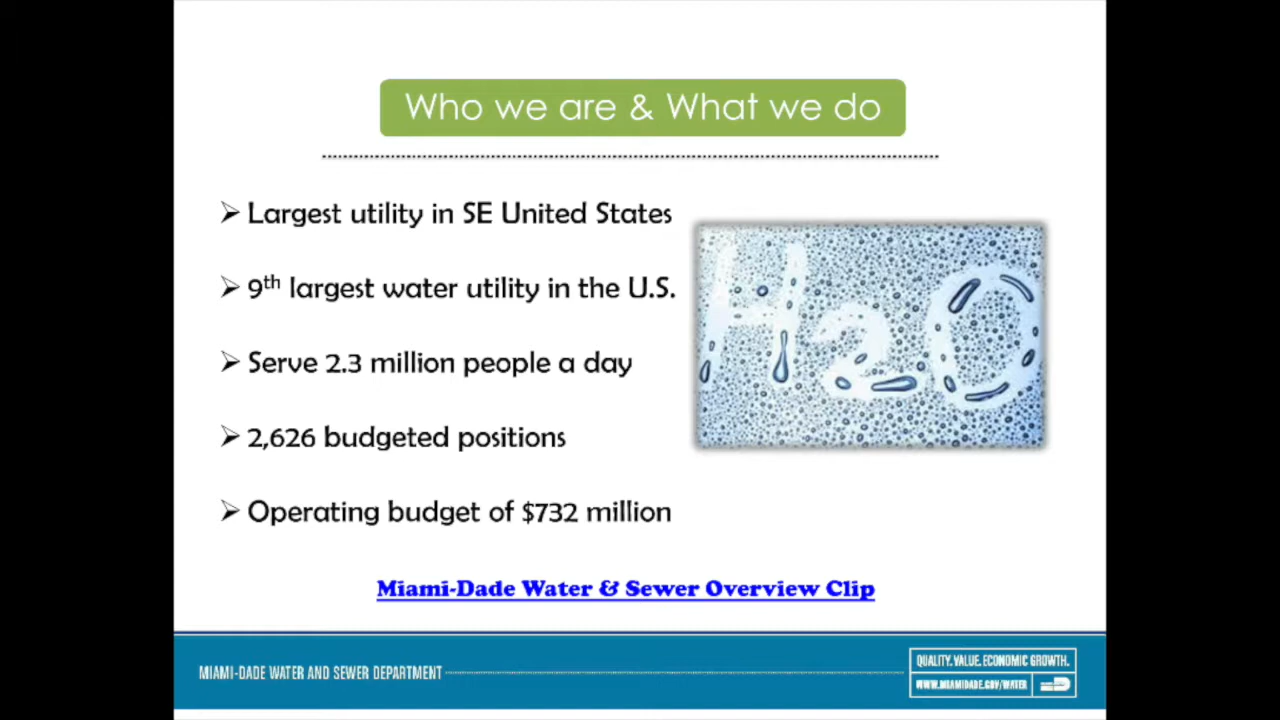 Who we are & What we do
Largest utility in SE United States
9th largest water utility in the U.S.
Serve 2.3 million people a day
2,626 budgeted positions
Operating budget of $732 million
H2O
Miami-Dade Water & Sewer Overview Clip
MIAMI-DADE WATER AND SEWER DEPARTMENT
QUALITY. VALUE. ECONOMIC GROWTH.
WWW.MIAMIDADE.GOV/WATER